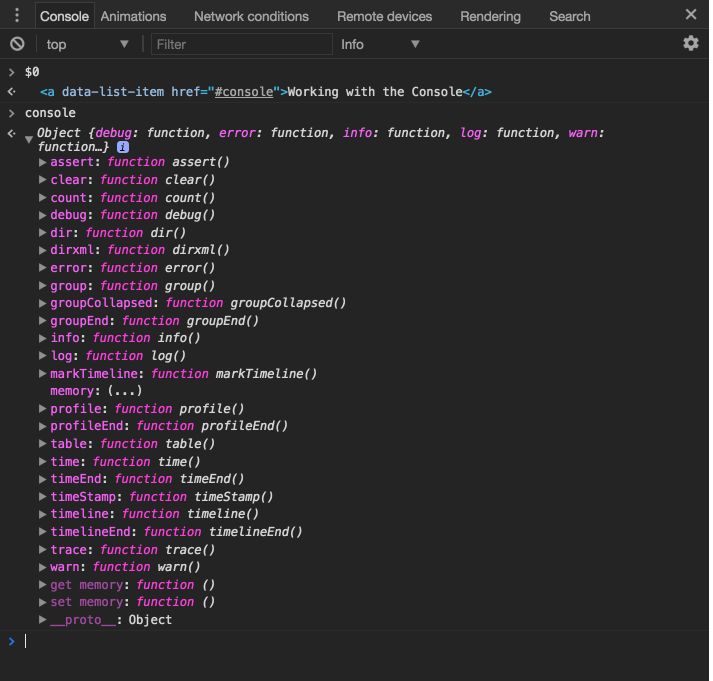 Console Animations Network conditions Remote devices Rendering Search
top Filter Info
$0
<a data-list-item href="#console">Working with the Console</a>
console
Object {debug: function, error: function, info: function, log: function, warn:
function…} i
assert: function assert()
clear: function clear()
count: function count()
debug: function debug()
dir: function dir()
dirxml: function dirxml()
error: function error()
group: function group()
groupCollapsed: function groupCollapsed()
groupEnd: function groupEnd()
info: function info()
log: function log()
markTimeline: function markTimeline()
memory: (...)
profile: function profile()
profileEnd: function profileEnd()
table: function table()
time: function time()
timeEnd: function timeEnd()
timeStamp: function timeStamp()
timeline: function timeline()
timelineEnd: function timelineEnd()
trace: function trace()
warn: function warn()
get memory: function ()
set memory: function ()
__proto__: Object